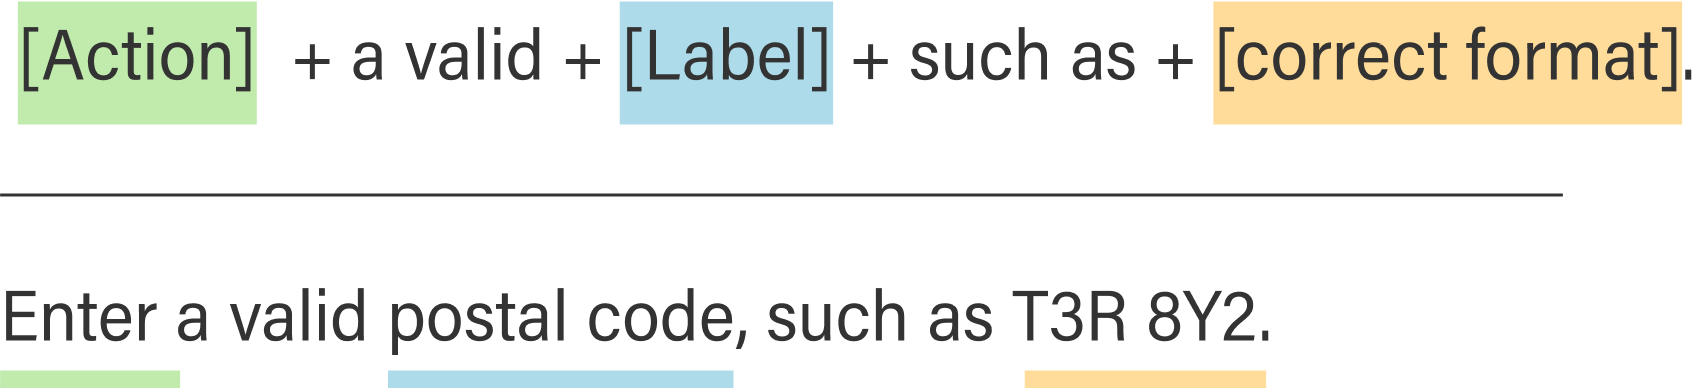 [Action] + a valid + [Label] + such as + [correct format].
Enter a valid postal code, such as T3R 8Y2.